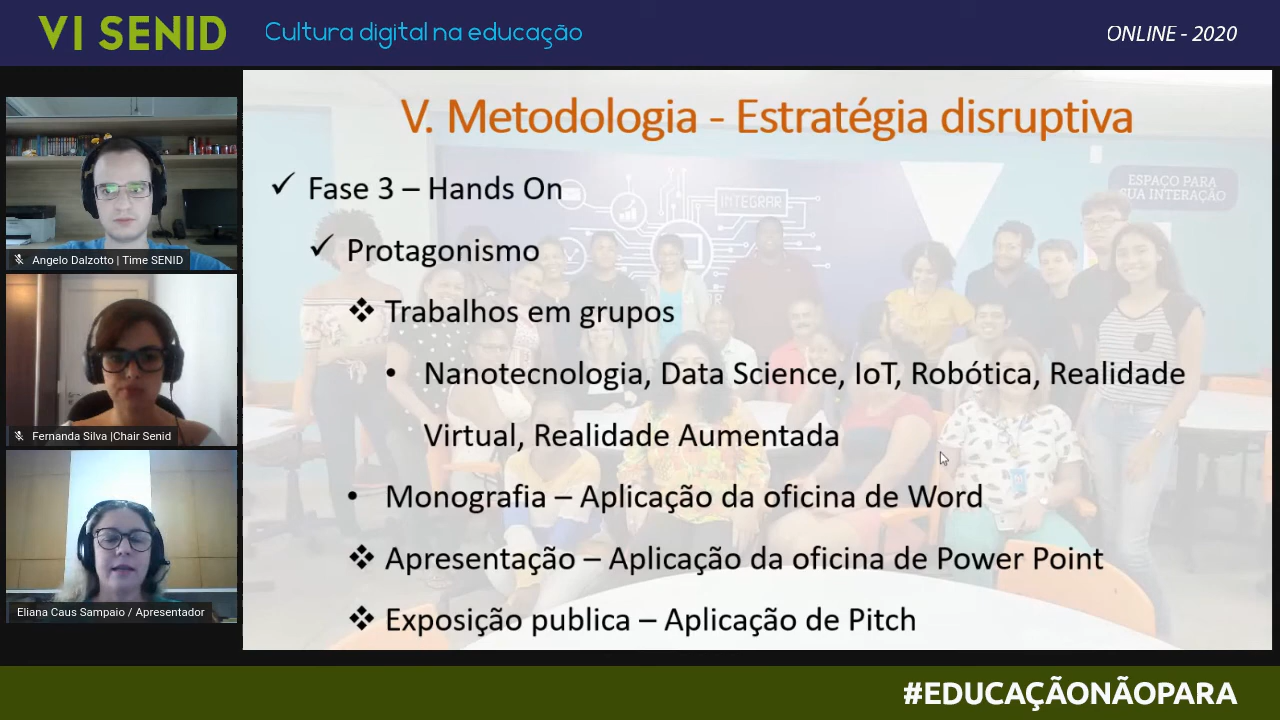 VI SENID
Cultura digital na educação
ONLINE - 2020
Angelo Dalzotto | Time SENID
Fernanda Silva |Chair Senid
Eliana Caus Sampaio / Apresentador
V. Metodologia - Estratégia disruptiva
Fase 3 – Hands On
Protagonismo
Trabalhos em grupos
Nanotecnologia, Data Science, IoT, Robótica, Realidade
Virtual, Realidade Aumentada
Monografia – Aplicação da oficina de Word
Apresentação – Aplicação da oficina de Power Point
Exposição publica – Aplicação de Pitch
INTEGRAR
ESPAÇO PARA
SUA INTERAÇÃO
#EDUCAÇÃONÃOPARA